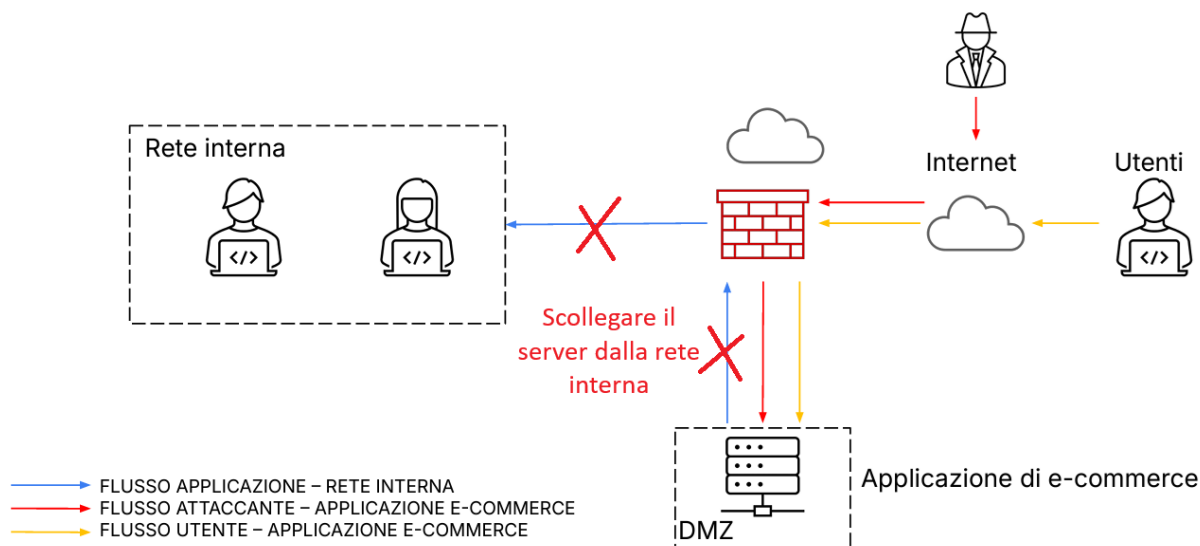 Rete interna
Internet
Utenti
</>
</>
</>
Scollegare il
server dalla rete
interna
Applicazione di e-commerce
DMZ
FLUSSO APPLICAZIONE – RETE INTERNA
FLUSSO ATTACCANTE – APPLICAZIONE E-COMMERCE
FLUSSO UTENTE – APPLICAZIONE E-COMMERCE